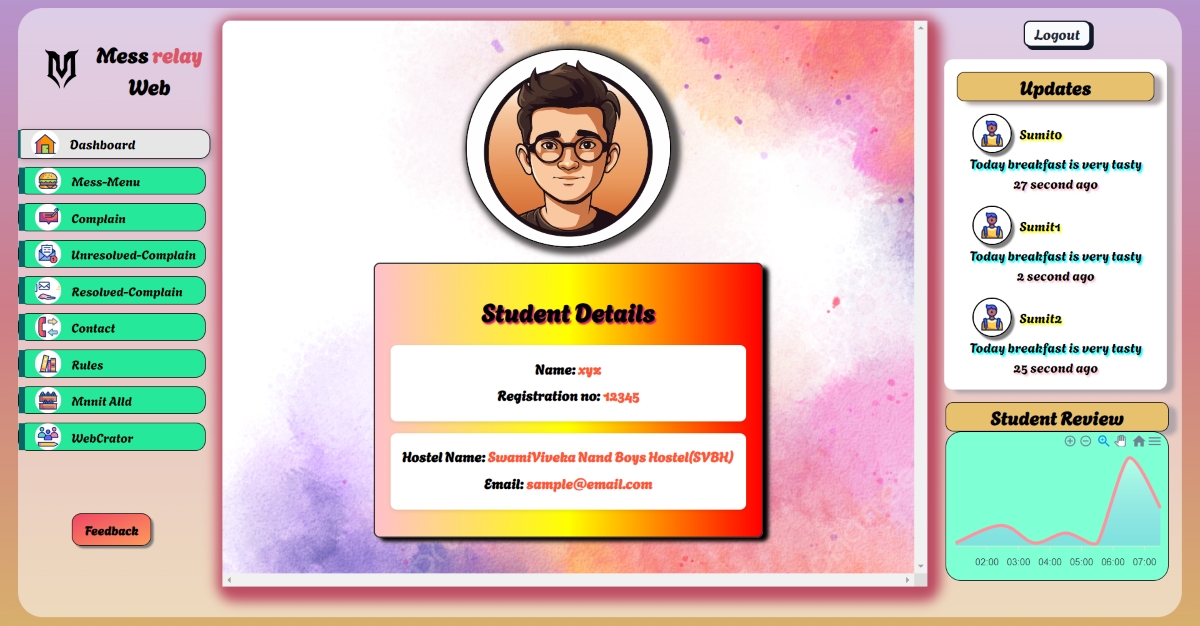 Mess relay
Web
Dashboard
Mess-Menu
Complain
Unresolved-Complain
Resolved-Complain
Contact
Rules
Mnnit Alld
WebCrator
Feedback
Student Details
Name: xyz
Registration no: 12345
Hostel Name: SwamiViveka Nand Boys Hostel(SVBH)
Email: sample@email.com
Logout
Updates
Sumit0
Today breakfast is very tasty
27 second ago
Sumit1
Today breakfast is very tasty
2 second ago
Sumit2
Today breakfast is very tasty
25 second ago
Student Review
02:00 03:00 04:00 05:00 06:00 07:00